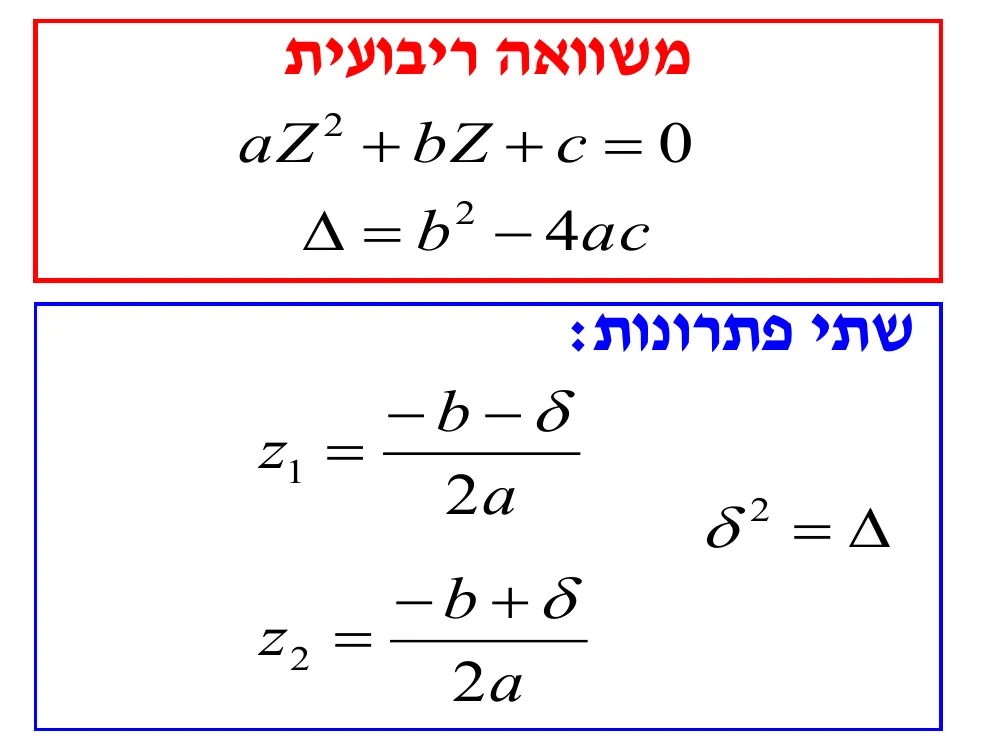 משוואה ריבועית
aZ² + bZ + c = 0
Δ = b² − 4ac
שתי פתרונות:
z₁ = (−b − δ) / 2a
δ² = Δ
z₂ = (−b + δ) / 2a